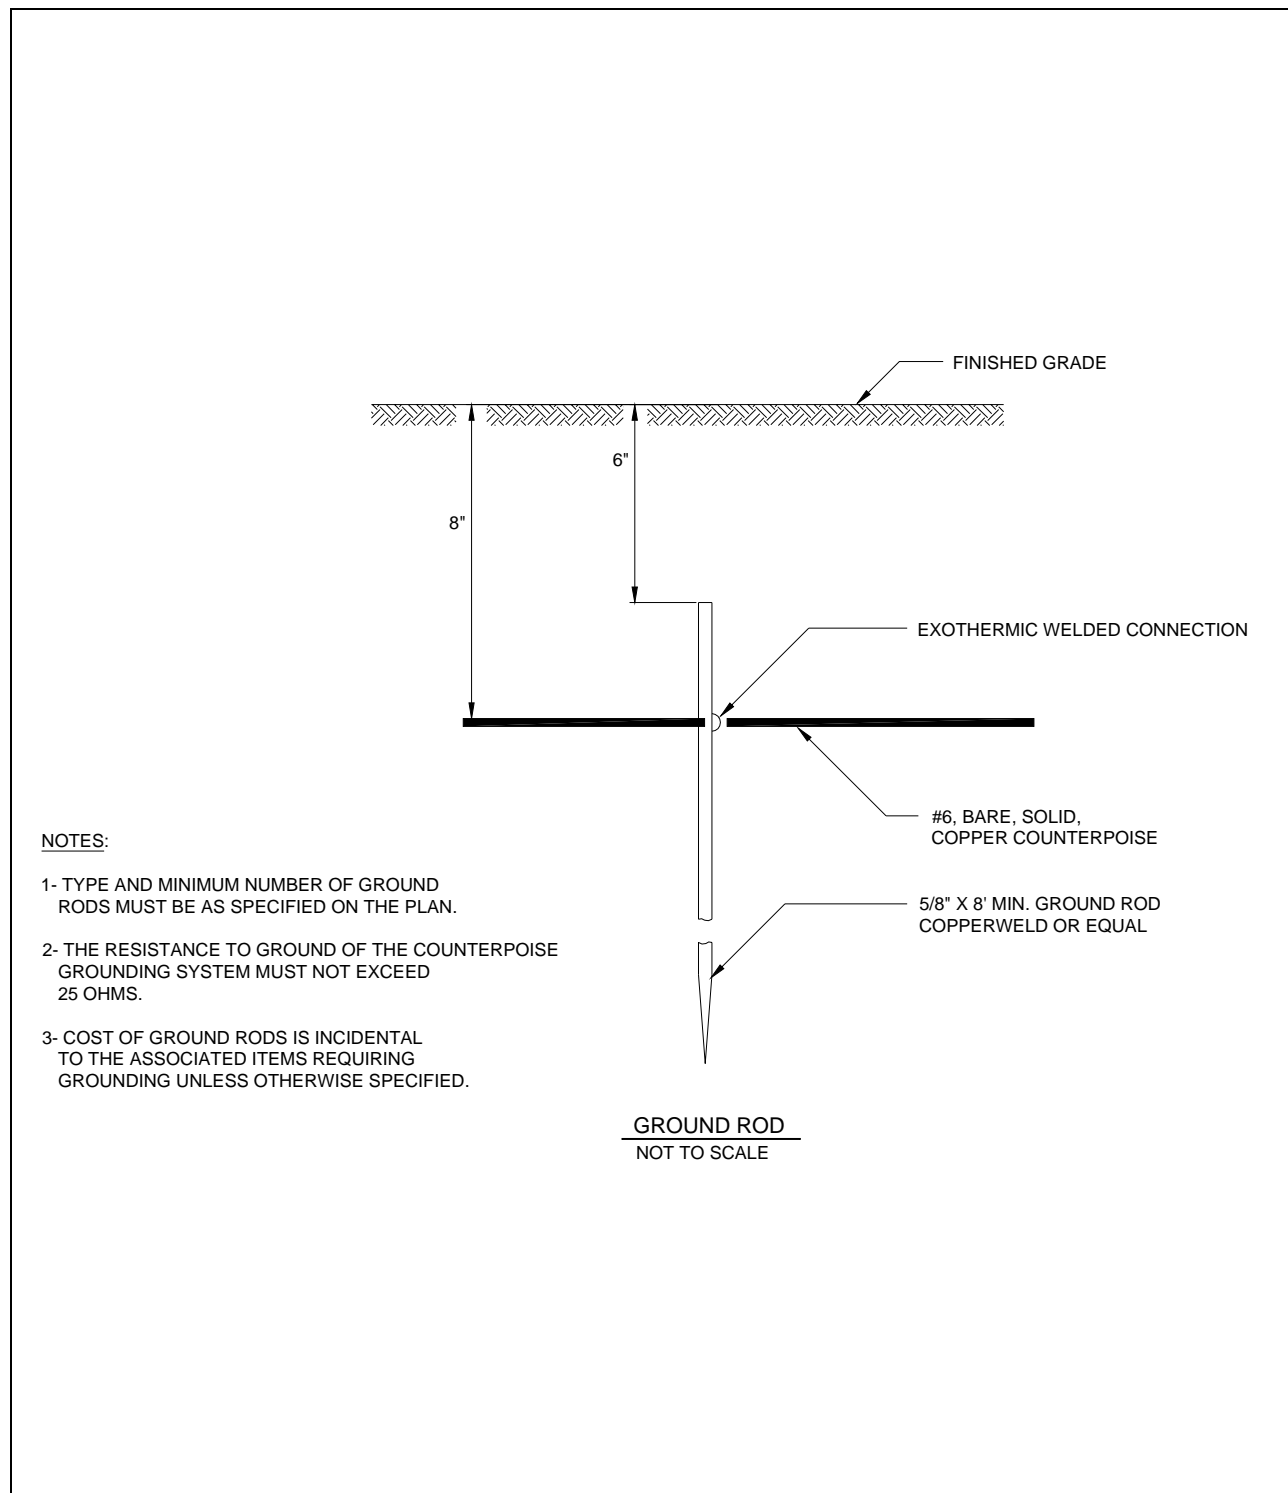 FINISHED GRADE
6"
8"
EXOTHERMIC WELDED CONNECTION
#6, BARE, SOLID,
COPPER COUNTERPOISE
NOTES:
1- TYPE AND MINIMUM NUMBER OF GROUND
RODS MUST BE AS SPECIFIED ON THE PLAN.
2- THE RESISTANCE TO GROUND OF THE COUNTERPOISE
GROUNDING SYSTEM MUST NOT EXCEED
25 OHMS.
3- COST OF GROUND RODS IS INCIDENTAL
TO THE ASSOCIATED ITEMS REQUIRING
GROUNDING UNLESS OTHERWISE SPECIFIED.
5/8" X 8' MIN. GROUND ROD
COPPERWELD OR EQUAL
GROUND ROD
NOT TO SCALE